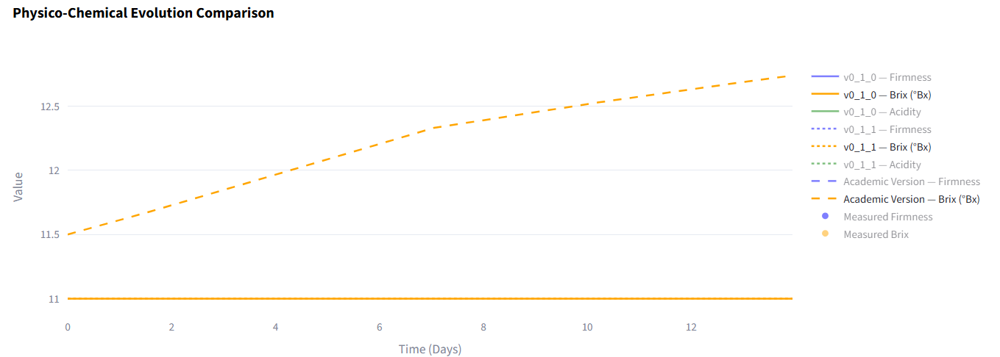 Physico-Chemical Evolution Comparison
12.5
12
11.5
11
Value
0 2 4 6 8 10 12
Time (Days)
v0_1_0 — Firmness
v0_1_0 — Brix (°Bx)
v0_1_0 — Acidity
v0_1_1 — Firmness
v0_1_1 — Brix (°Bx)
v0_1_1 — Acidity
Academic Version — Firmness
Academic Version — Brix (°Bx)
Measured Firmness
Measured Brix